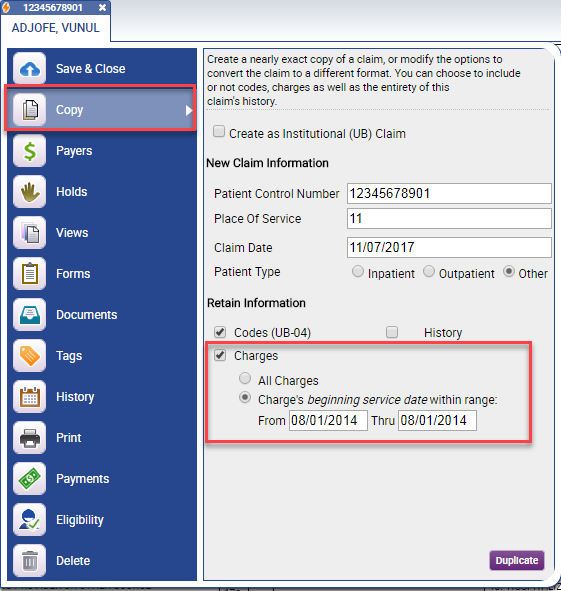 12345678901 ×
ADJOFE, VUNUL
Save & Close
Copy
Payers
Holds
Views
Forms
Documents
Tags
History
Print
Payments
Eligibility
Delete
Create a nearly exact copy of a claim, or modify the options to
convert the claim to a different format. You can choose to include
or not codes, charges as well as the entirety of this
claim's history.
Create as Institutional (UB) Claim
New Claim Information
Patient Control Number 12345678901
Place Of Service 11
Claim Date 11/07/2017
Patient Type Inpatient Outpatient Other
Retain Information
Codes (UB-04) History
Charges
All Charges
Charge's beginning service date within range:
From 08/01/2014 Thru 08/01/2014
Duplicate